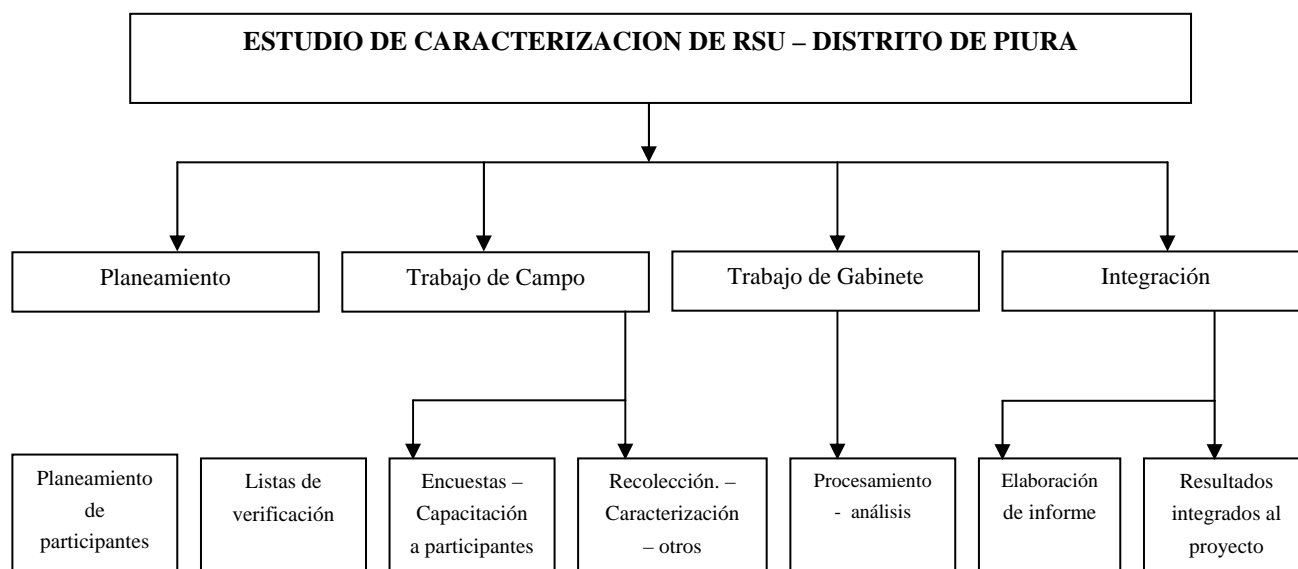 ESTUDIO DE CARACTERIZACION DE RSU – DISTRITO DE PIURA
Planeamiento
Trabajo de Campo
Trabajo de Gabinete
Integración
Planeamiento
de
participantes
Listas de
verificación
Encuestas –
Capacitación
a participantes
Recolección. –
Caracterización
– otros
Procesamiento
- análisis
Elaboración
de informe
Resultados
integrados al
proyecto